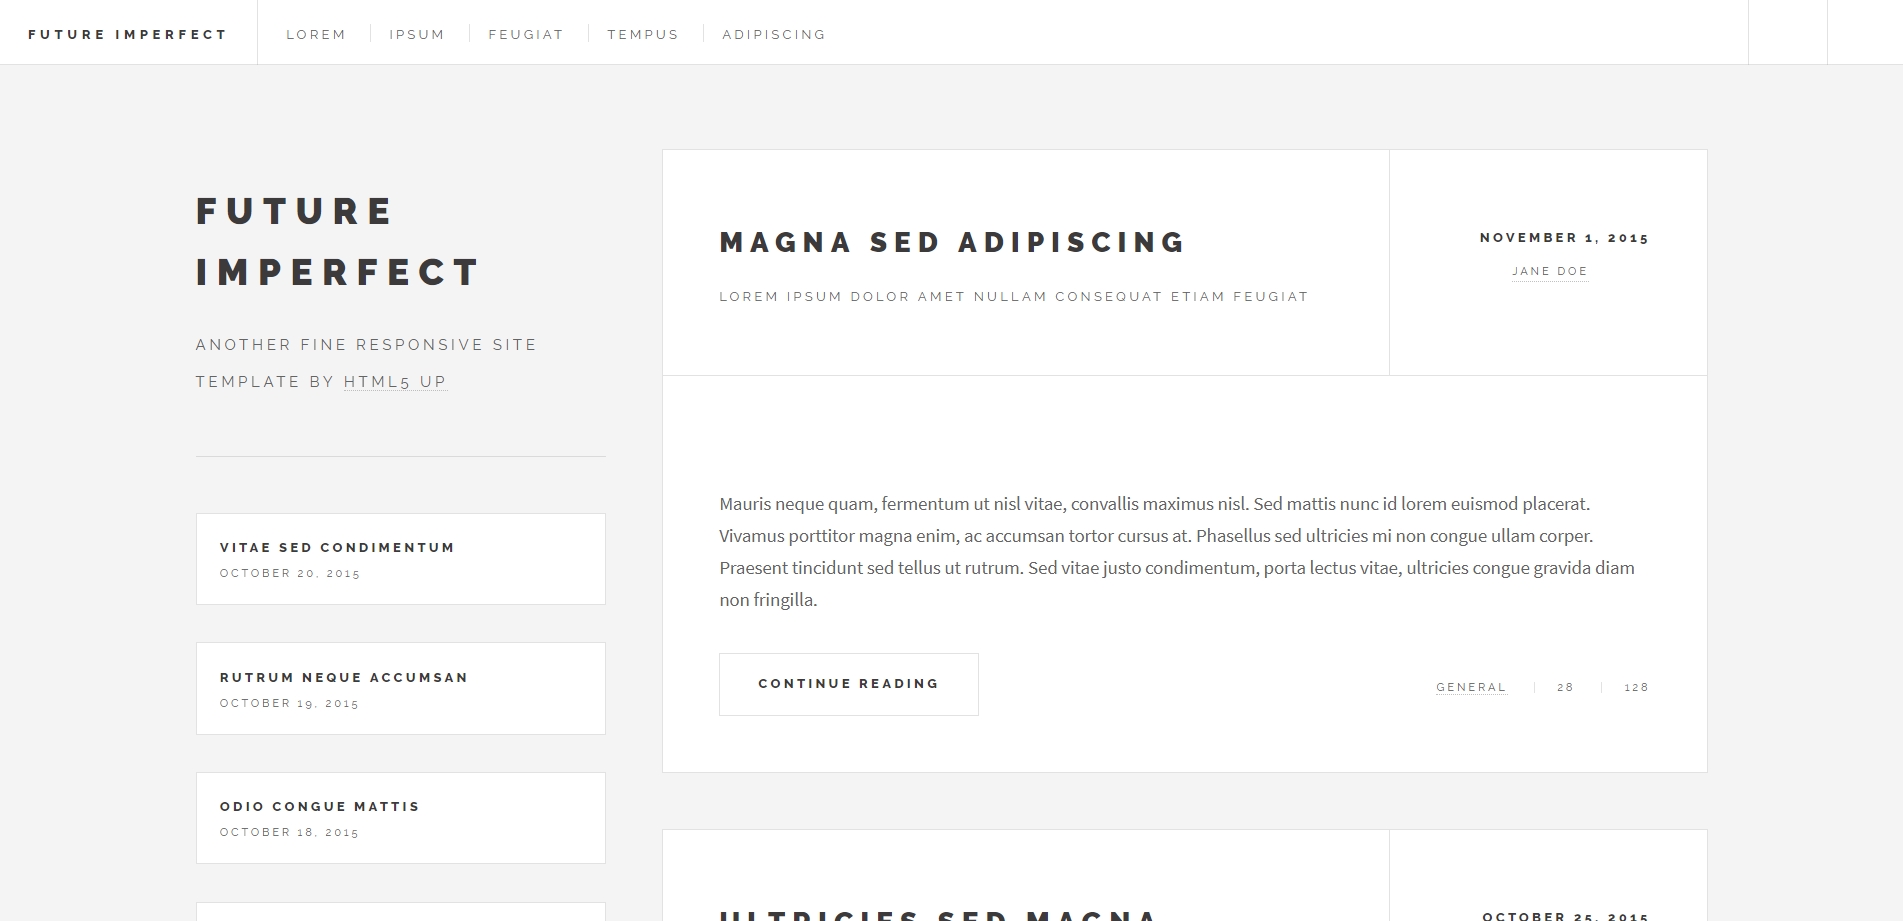 FUTURE IMPERFECT
LOREM
IPSUM
FEUGIAT
TEMPUS
ADIPISCING
FUTURE
IMPERFECT
ANOTHER FINE RESPONSIVE SITE
TEMPLATE BY HTML5 UP
VITAE SED CONDIMENTUM
OCTOBER 20, 2015
RUTRUM NEQUE ACCUMSAN
OCTOBER 19, 2015
ODIO CONGUE MATTIS
OCTOBER 18, 2015
MAGNA SED ADIPISCING
LOREM IPSUM DOLOR AMET NULLAM CONSEQUAT ETIAM FEUGIAT
NOVEMBER 1, 2015
JANE DOE
Mauris neque quam, fermentum ut nisl vitae, convallis maximus nisl. Sed mattis nunc id lorem euismod placerat.
Vivamus porttitor magna enim, ac accumsan tortor cursus at. Phasellus sed ultricies mi non congue ullam corper.
Praesent tincidunt sed tellus ut rutrum. Sed vitae justo condimentum, porta lectus vitae, ultricies congue gravida diam
non fringilla.
CONTINUE READING
GENERAL
28
128
ULTRICIES SED MAGNA
OCTOBER 25, 2015